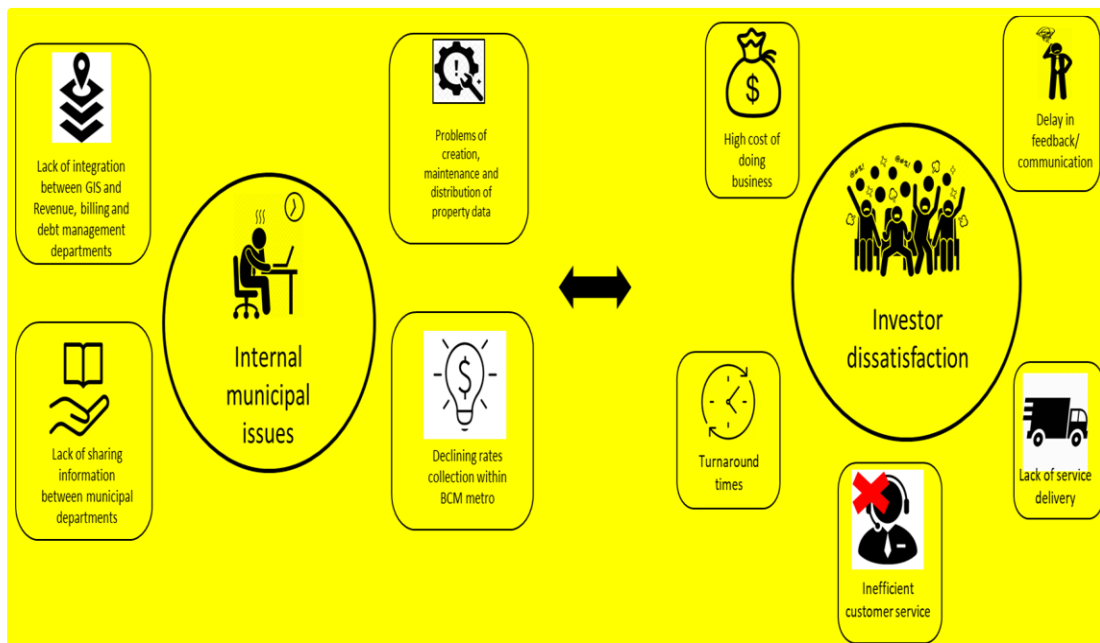 Lack of integration
between GIS and
Revenue, billing and
debt management
departments
Problems of
creation,
maintenance and
distribution of
property data
Internal
municipal
issues
Lack of sharing
information
between municipal
departments
Declining rates
collection within
BCM metro
High cost of
doing
business
Delay in
feedback/
communication
Investor
dissatisfaction
Turnaround
times
Lack of service
delivery
Inefficient
customer service